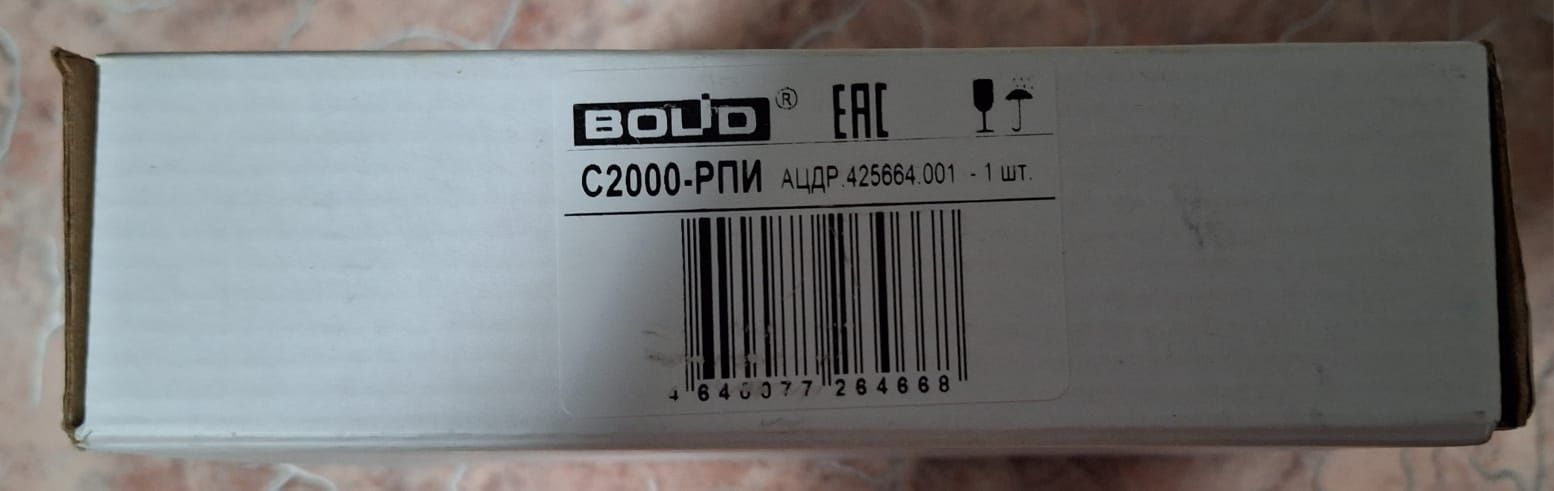 BOLID ® EAC
С2000-РПИ АЦДР.425664.001 - 1 шт.
4 640077 264668